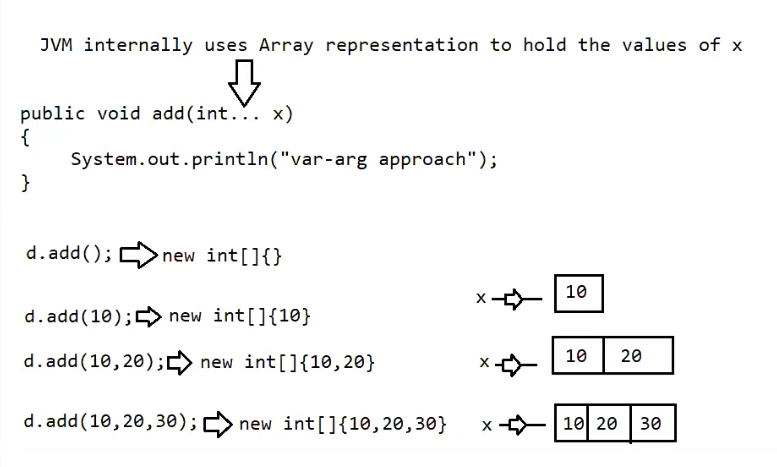 JVM internally uses Array representation to hold the values of x
public void add(int... x)
{
System.out.println("var-arg approach");
}
d.add(); new int[]{}
d.add(10); new int[]{10}
x 10
d.add(10,20); new int[]{10,20}
x 10 20
d.add(10,20,30); new int[]{10,20,30}
x 10 20 30